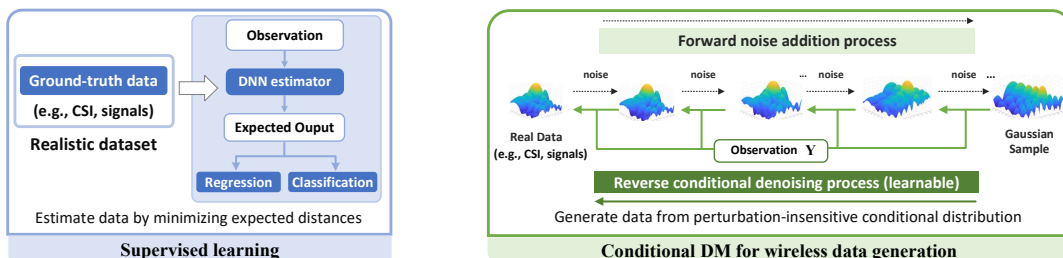 Observation
Ground-truth data
(e.g., CSI, signals)
Realistic dataset
DNN estimator
Expected Ouput
Regression
Classification
Estimate data by minimizing expected distances
Supervised learning
Forward noise addition process
noise
noise
... noise
noise ...
Real Data
(e.g., CSI, signals)
Observation Y
Gaussian
Sample
Reverse conditional denoising process (learnable)
Generate data from perturbation-insensitive conditional distribution
Conditional DM for wireless data generation